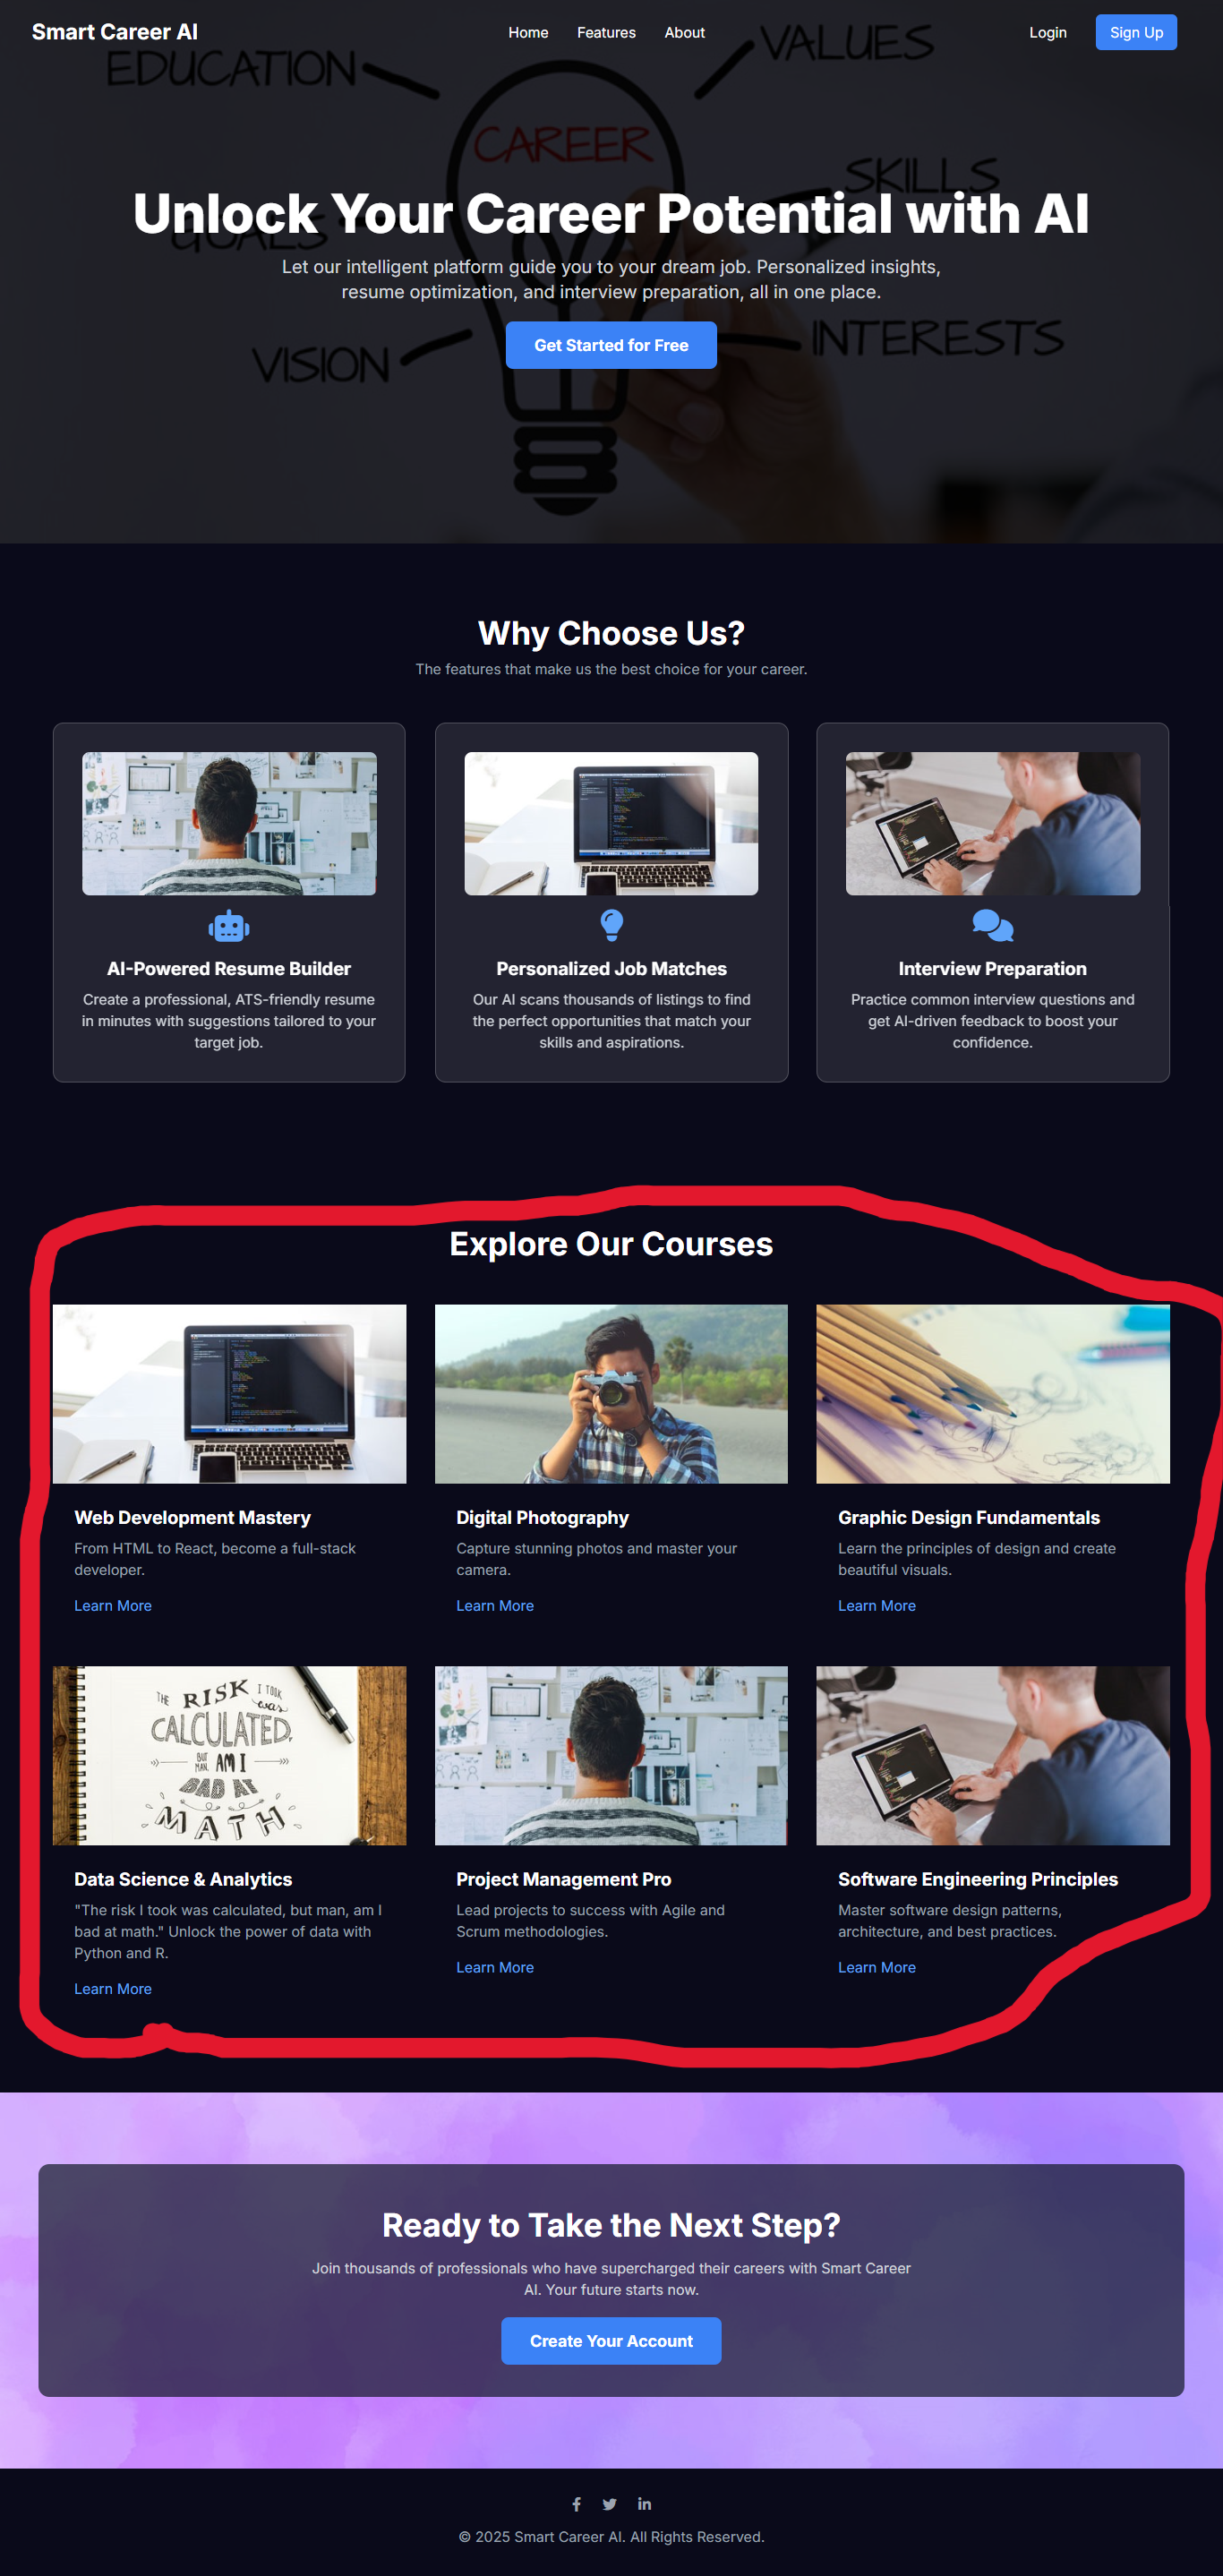 Smart Career AI
Home
Features
About
Login
Sign Up
EDUCATION
VALUES
CAREER
SKILLS
GOALS
VISION
INTERESTS
Unlock Your Career Potential with AI
Let our intelligent platform guide you to your dream job. Personalized insights,
resume optimization, and interview preparation, all in one place.
Get Started for Free
Why Choose Us?
The features that make us the best choice for your career.
AI-Powered Resume Builder
Create a professional, ATS-friendly resume
in minutes with suggestions tailored to your
target job.
Personalized Job Matches
Our AI scans thousands of listings to find
the perfect opportunities that match your
skills and aspirations.
Interview Preparation
Practice common interview questions and
get AI-driven feedback to boost your
confidence.
Explore Our Courses
Web Development Mastery
From HTML to React, become a full-stack
developer.
Learn More
Digital Photography
Capture stunning photos and master your
camera.
Learn More
Graphic Design Fundamentals
Learn the principles of design and create
beautiful visuals.
Learn More
THE RISK I TOOK
was
CALCULATED,
BUT MAN, AM I
BAD AT
MATH
Data Science & Analytics
"The risk I took was calculated, but man, am I
bad at math." Unlock the power of data with
Python and R.
Learn More
Project Management Pro
Lead projects to success with Agile and
Scrum methodologies.
Learn More
Software Engineering Principles
Master software design patterns,
architecture, and best practices.
Learn More
Ready to Take the Next Step?
Join thousands of professionals who have supercharged their careers with Smart Career
AI. Your future starts now.
Create Your Account
© 2025 Smart Career AI. All Rights Reserved.